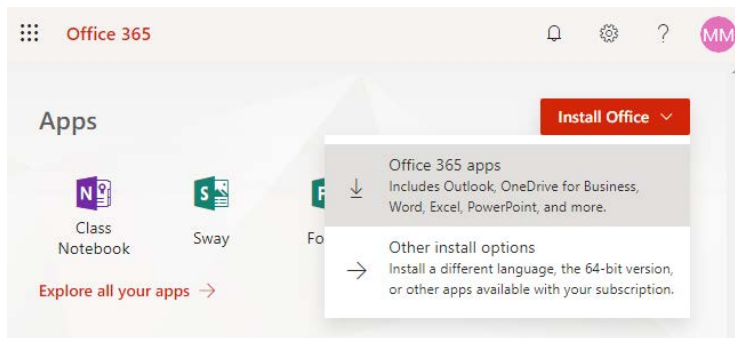 Office 365
?
MM
Apps
Install Office
Office 365 apps
Includes Outlook, OneDrive for Business,
Word, Excel, PowerPoint, and more.
N
S
F
Class
Notebook
Sway
Fo
Other install options
Install a different language, the 64-bit version,
or other apps available with your subscription.
Explore all your apps